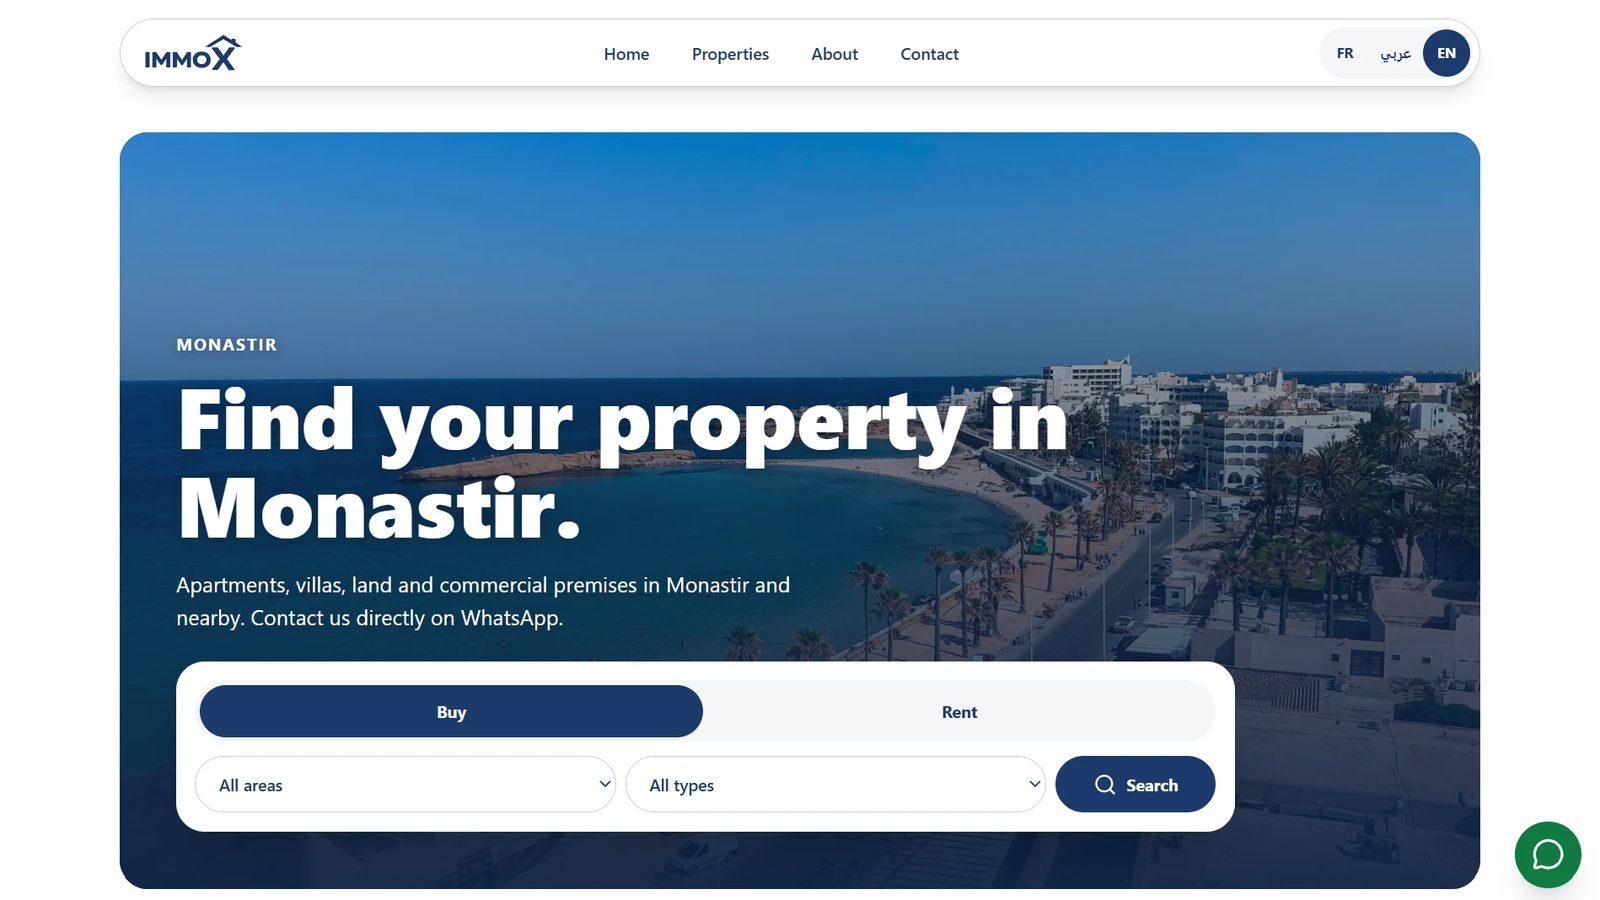 IMMOX
Home
Properties
About
Contact
FR
عربي
EN
MONASTIR
Find your property in
Monastir.
Apartments, villas, land and commercial premises in Monastir and
nearby. Contact us directly on WhatsApp.
Buy
Rent
All areas
All types
Search